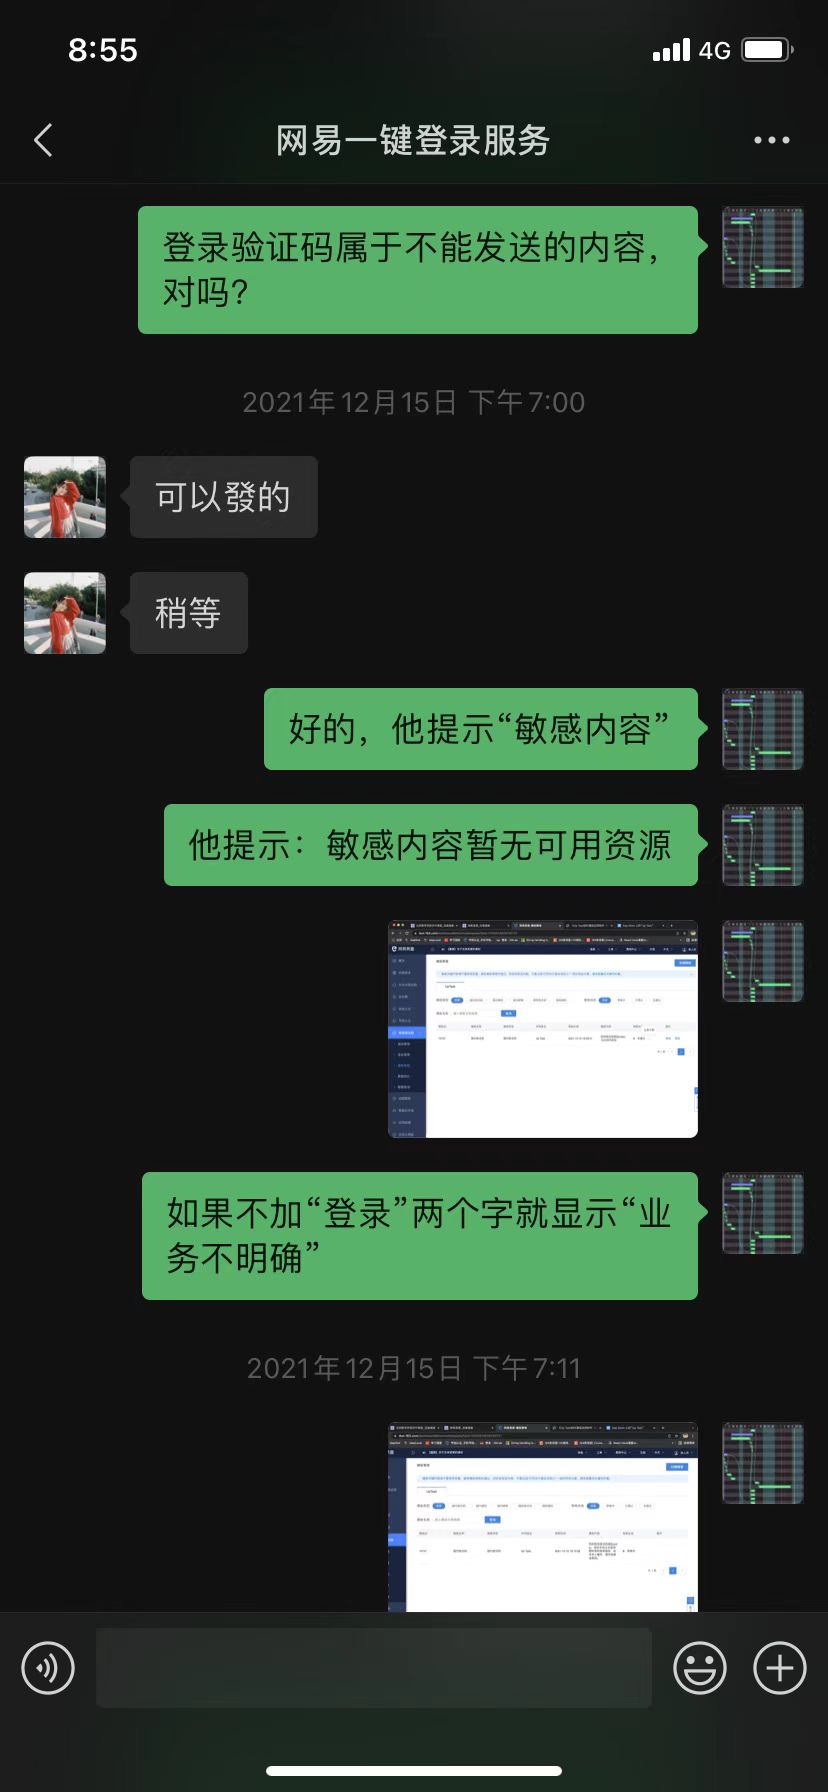 8:55
4G
网易一键登录服务
登录验证码属于不能发送的内容，
对吗？
2021年12月15日 下午7:00
可以發的
稍等
好的，他提示“敏感内容”
他提示：敏感内容暂无可用资源
如果不加“登录”两个字就显示“业
务不明确”
2021年12月15日 下午7:11